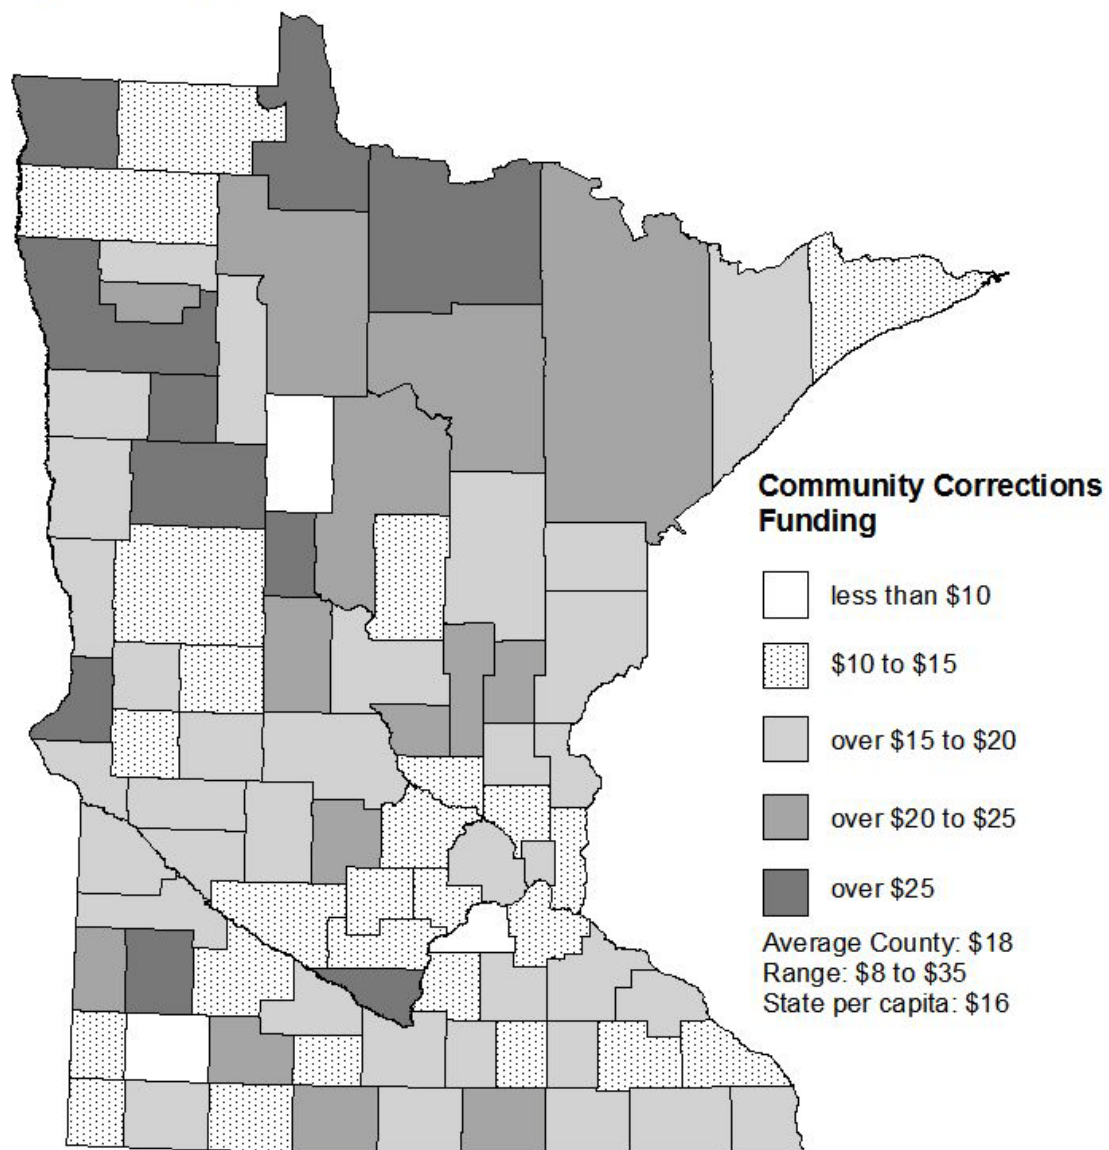 Community Corrections
Funding
less than $10
$10 to $15
over $15 to $20
over $20 to $25
over $25
Average County: $18
Range: $8 to $35
State per capita: $16